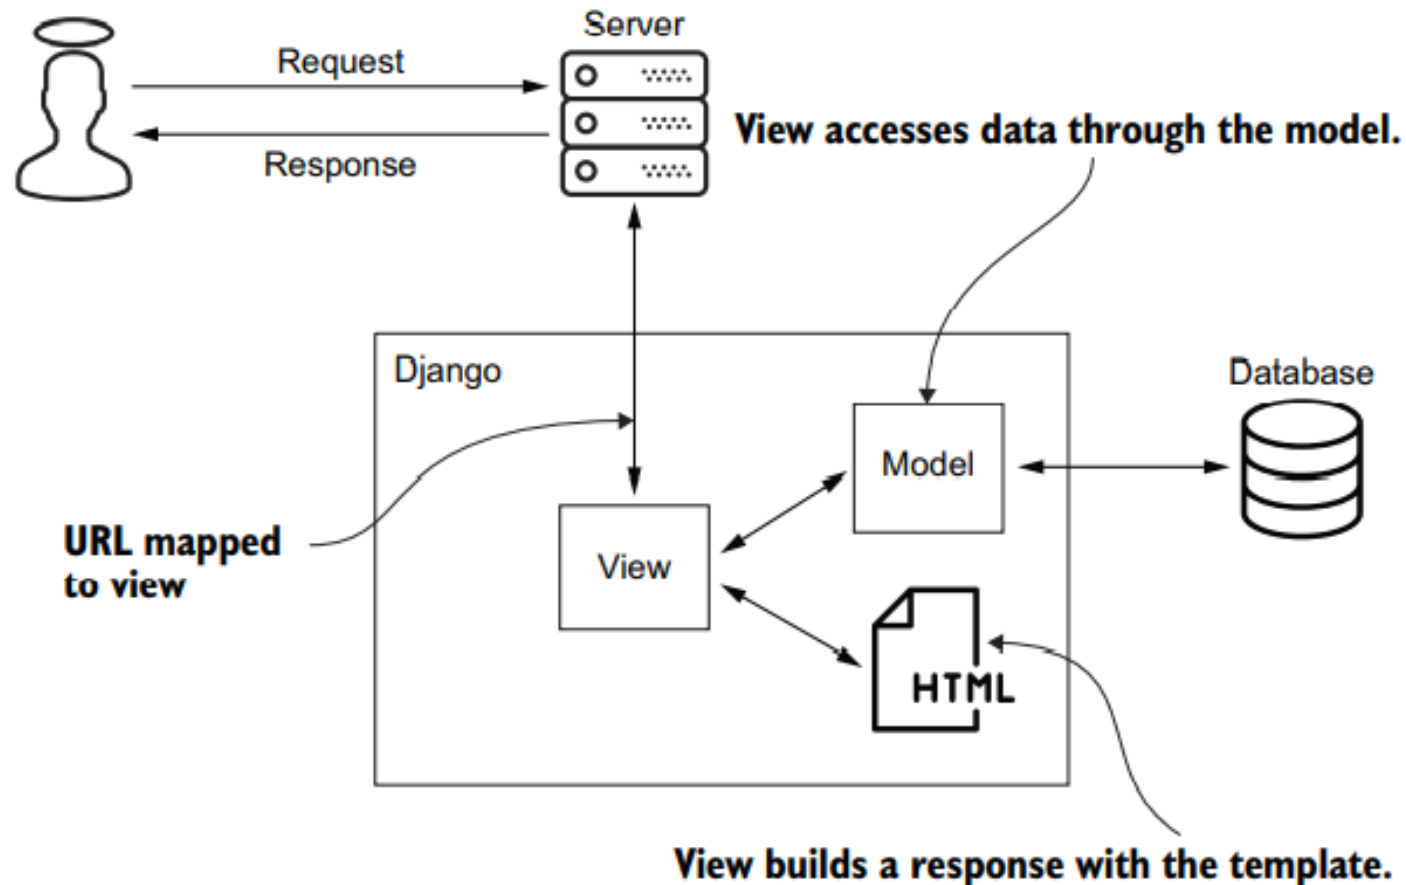 Server
Request
Response
View accesses data through the model.
Django
Database
Model
URL mapped
to view
View
HTML
View builds a response with the template.